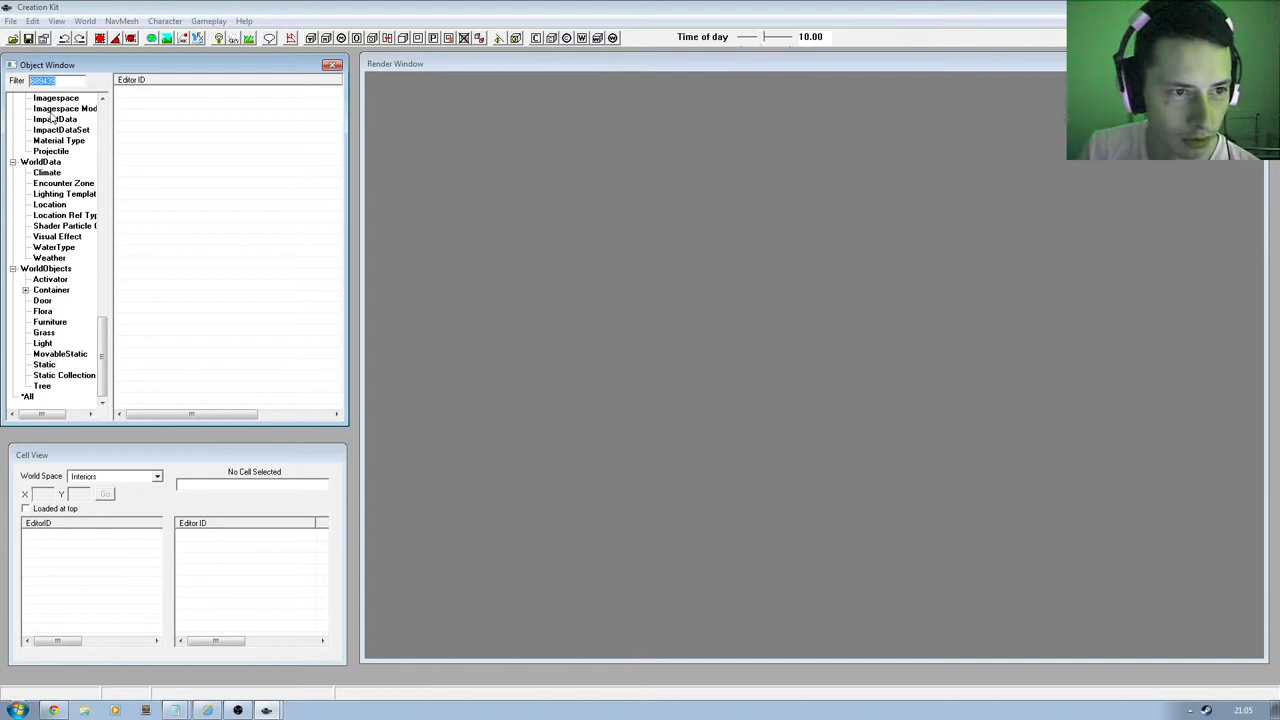 Creation Kit
File Edit View World NavMesh Character Gameplay Help
Time of day 10.00
Object Window
Filter
Editor ID
Imagespace
Imagespace Mod
ImpactData
ImpactDataSet
Material Type
Projectile
WorldData
Climate
Encounter Zone
Lighting Templat
Location
Location Ref Typ
Shader Particle
Visual Effect
WaterType
Weather
WorldObjects
Activator
Container
Door
Flora
Furniture
Grass
Light
MovableStatic
Static
Static Collection
Tree
*All
Render Window
Cell View
World Space Interiors
No Cell Selected
X Y Go
Loaded at top
EditorID
Editor ID
21:05